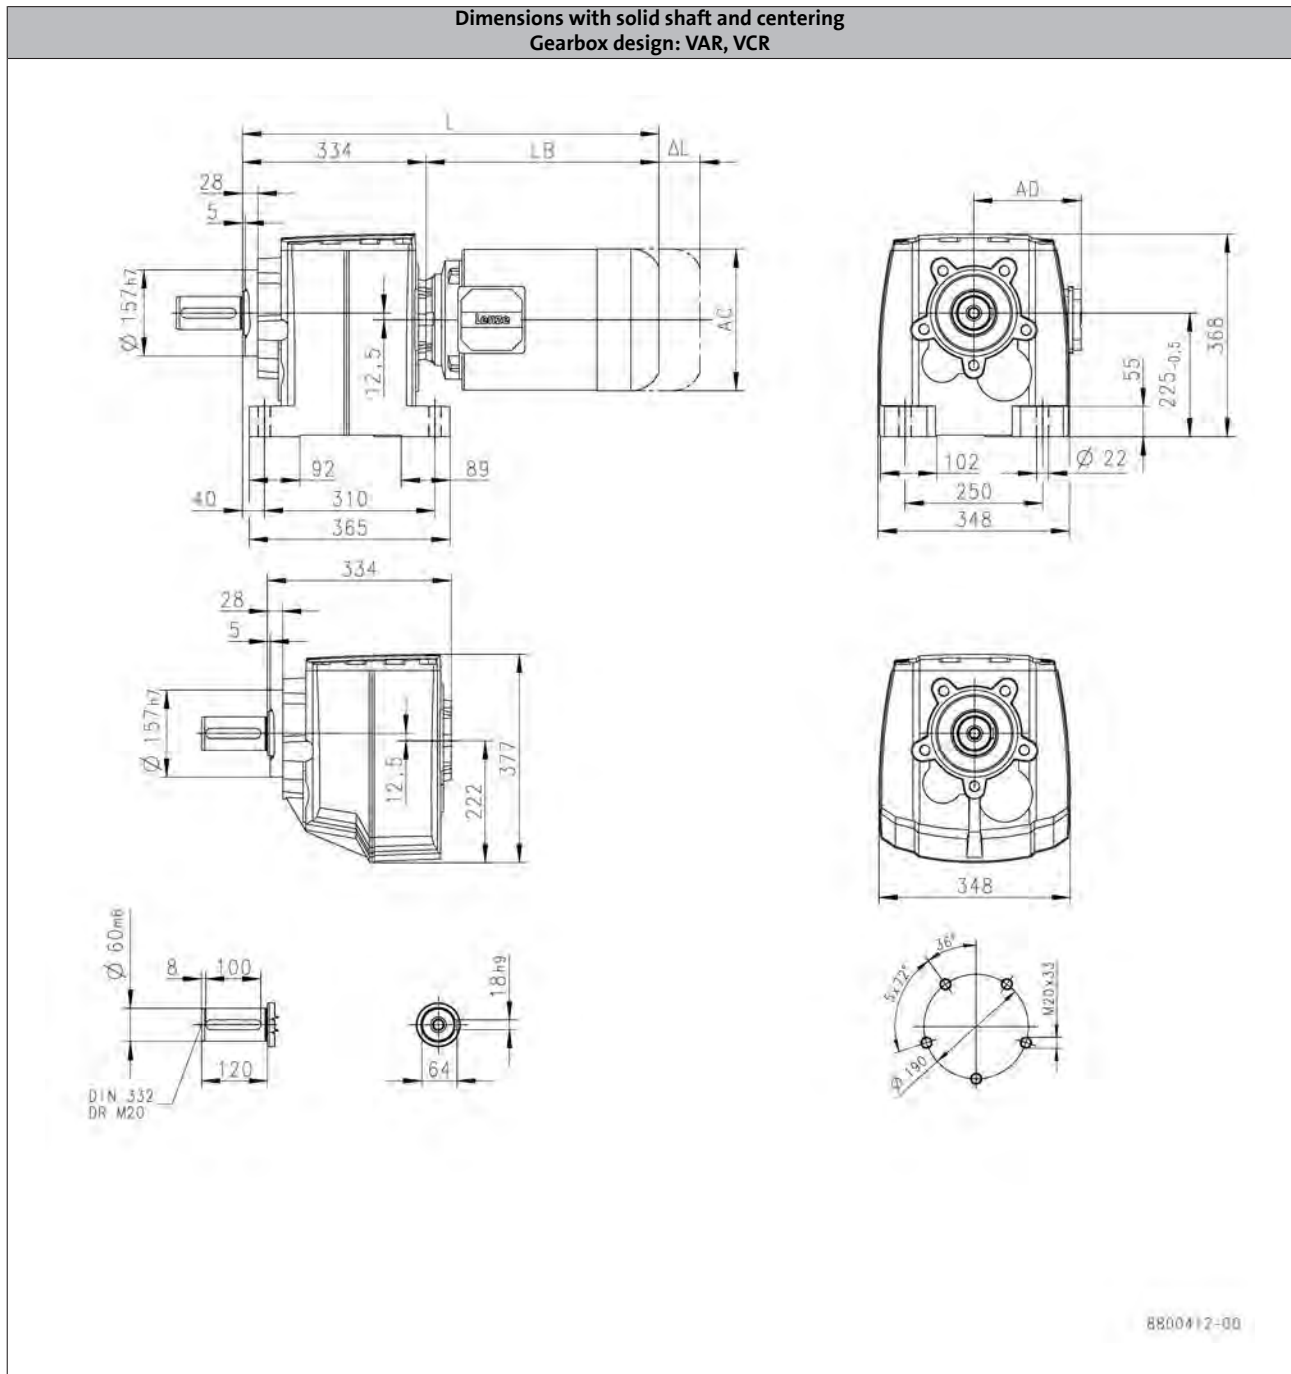 Dimensions with solid shaft and centering
Gearbox design: VAR, VCR
L
334
LB
ΔL
28
5
Ø 157h7
Lenze
12.5
AC
92
89
40
310
365
AD
368
225-0.5
55
102
Ø 22
250
348
334
28
5
Ø 157h7
12.5
222
377
348
Ø 60m6
8
100
120
DIN 332
DR M20
18h9
64
36°
5x72°
M20x33
Ø 190
8800412-00